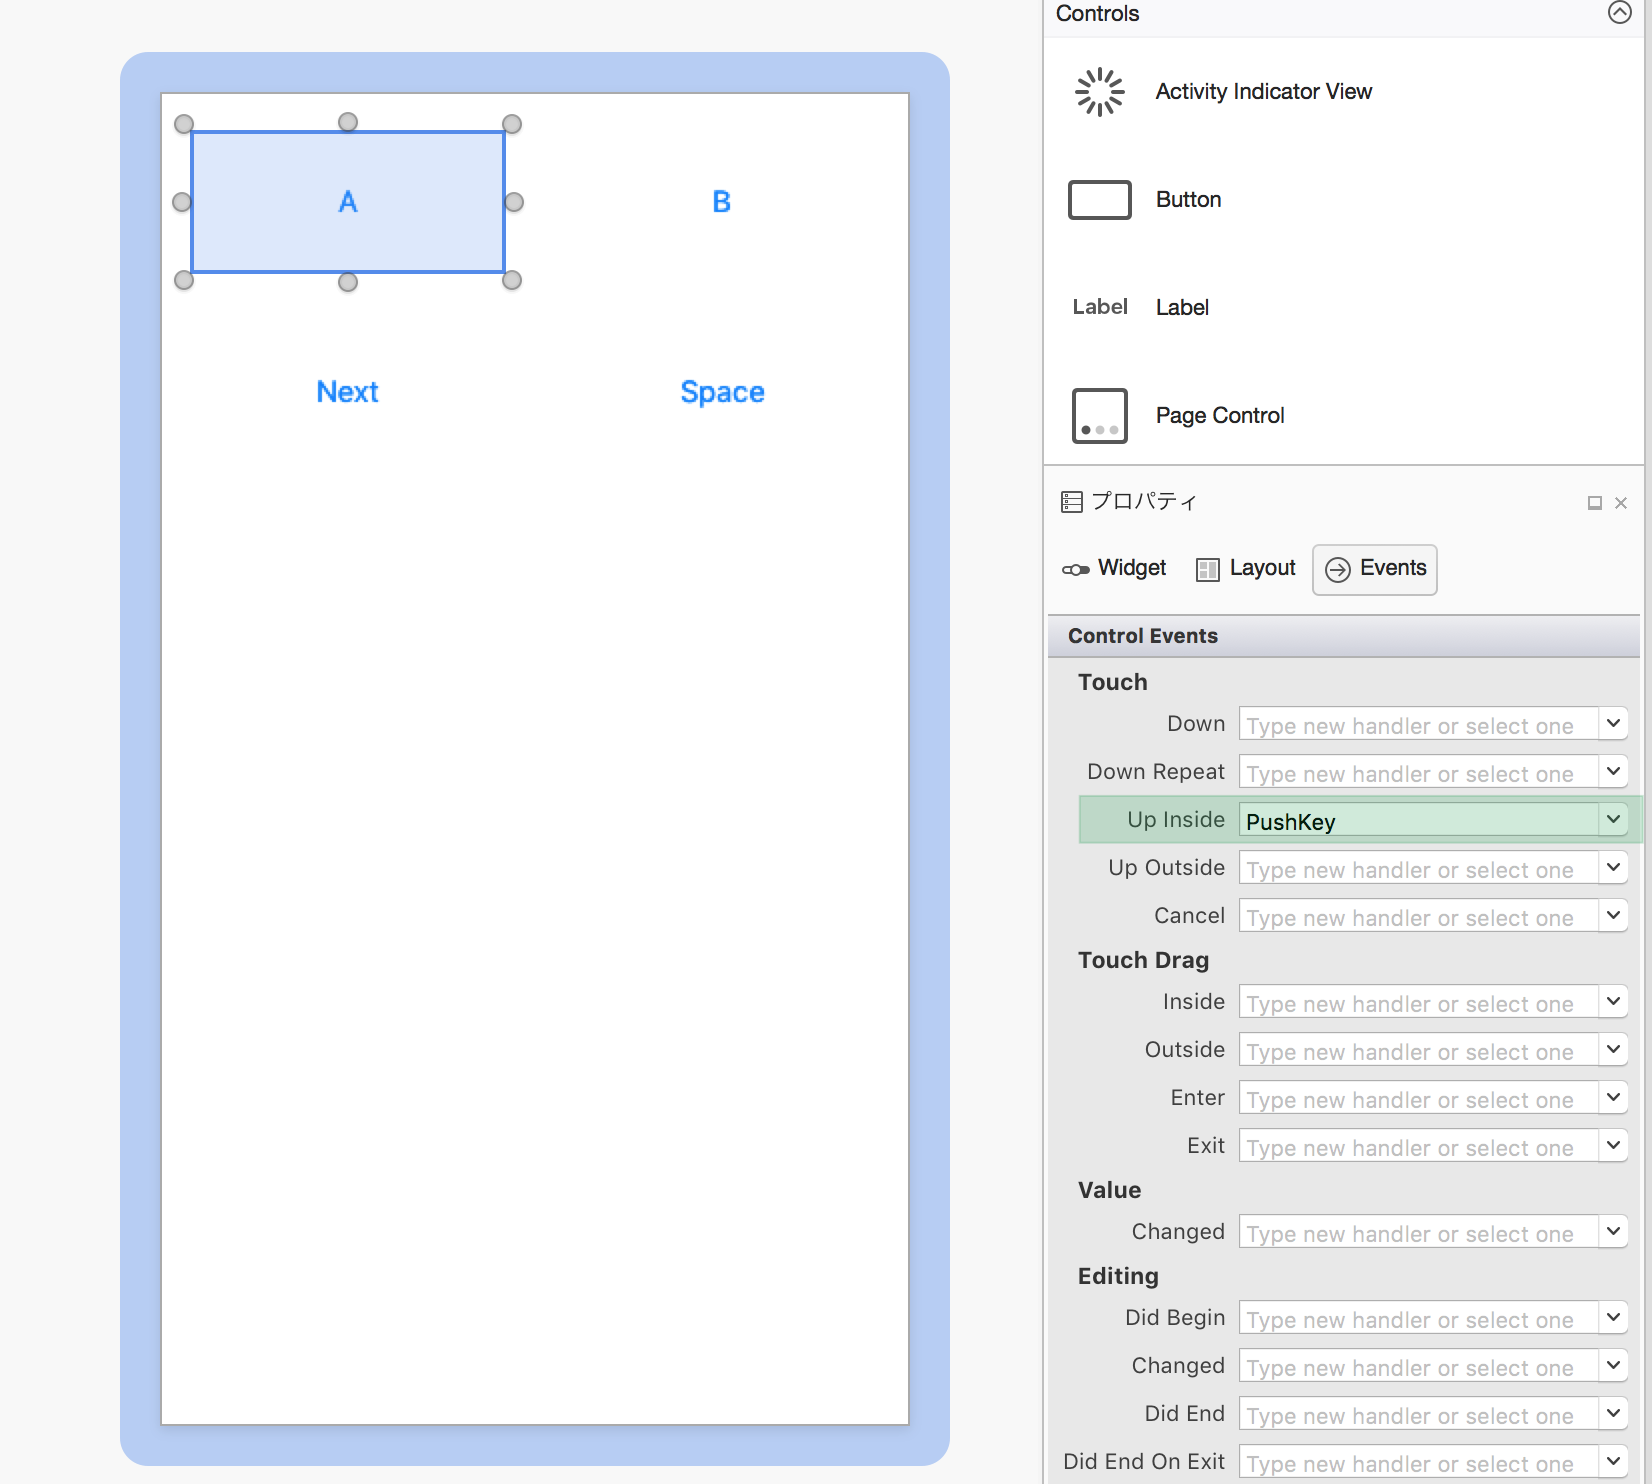 A
B
Next
Space
Controls
Activity Indicator View
Button
Label Label
Page Control
プロパティ
Widget Layout Events
Control Events
Touch
Down Type new handler or select one
Down Repeat Type new handler or select one
Up Inside PushKey
Up Outside Type new handler or select one
Cancel Type new handler or select one
Touch Drag
Inside Type new handler or select one
Outside Type new handler or select one
Enter Type new handler or select one
Exit Type new handler or select one
Value
Changed Type new handler or select one
Editing
Did Begin Type new handler or select one
Changed Type new handler or select one
Did End Type new handler or select one
Did End On Exit Type new handler or select one